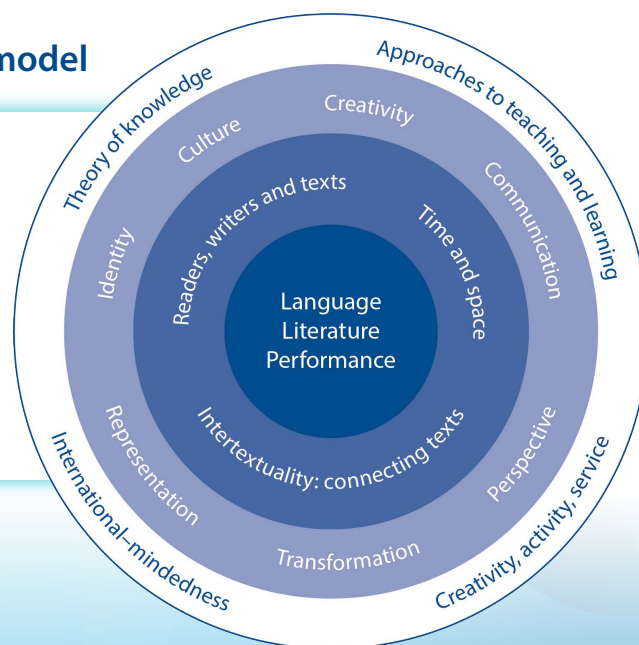 model
Theory of knowledge
Approaches to teaching and learning
Creativity, activity, service
International–mindedness
Identity
Culture
Creativity
Communication
Perspective
Transformation
Representation
Readers, writers and texts
Time and space
Intertextuality: connecting texts
Language
Literature
Performance